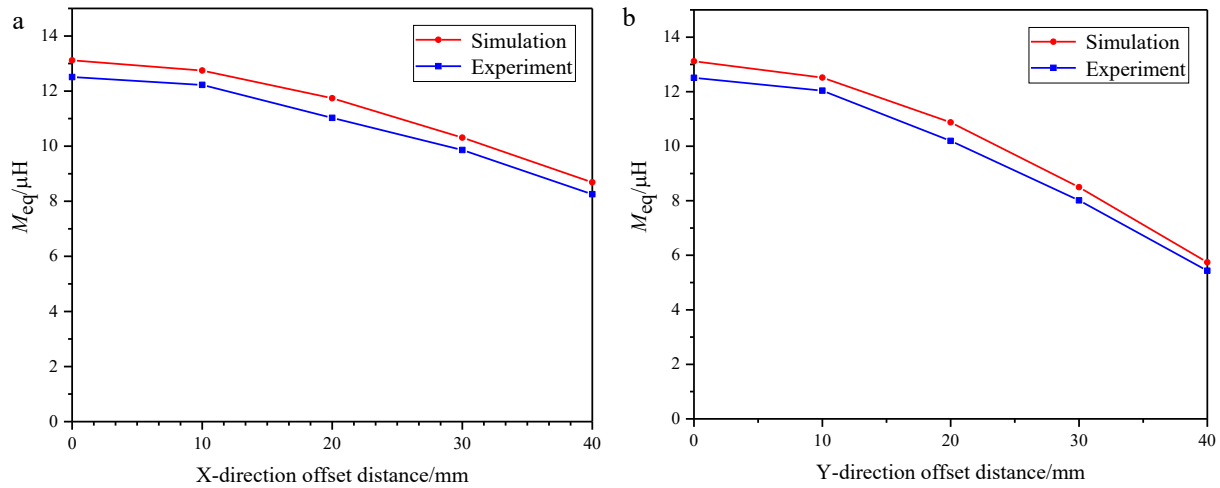 a
14
12
10
8
6
4
2
0
M_eq/μH
Simulation
Experiment
0 10 20 30 40
X-direction offset distance/mm
b
14
12
10
8
6
4
2
0
M_eq/μH
Simulation
Experiment
0 10 20 30 40
Y-direction offset distance/mm